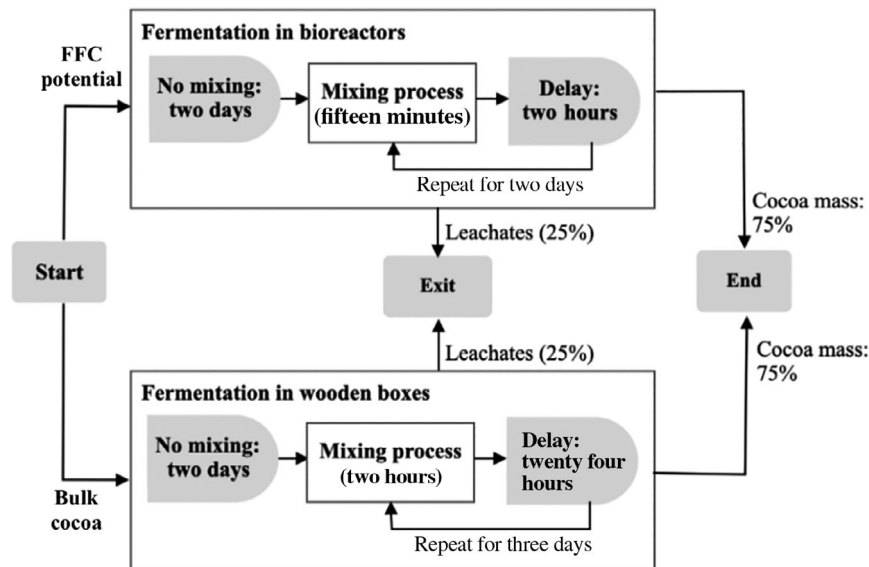 Fermentation in bioreactors
FFC
potential
No mixing:
two days
Mixing process
(fifteen minutes)
Delay:
two hours
Repeat for two days
Leachates (25%)
Cocoa mass:
75%
Start
Exit
End
Leachates (25%)
Cocoa mass:
75%
Fermentation in wooden boxes
No mixing:
two days
Mixing process
(two hours)
Delay:
twenty four
hours
Bulk
cocoa
Repeat for three days